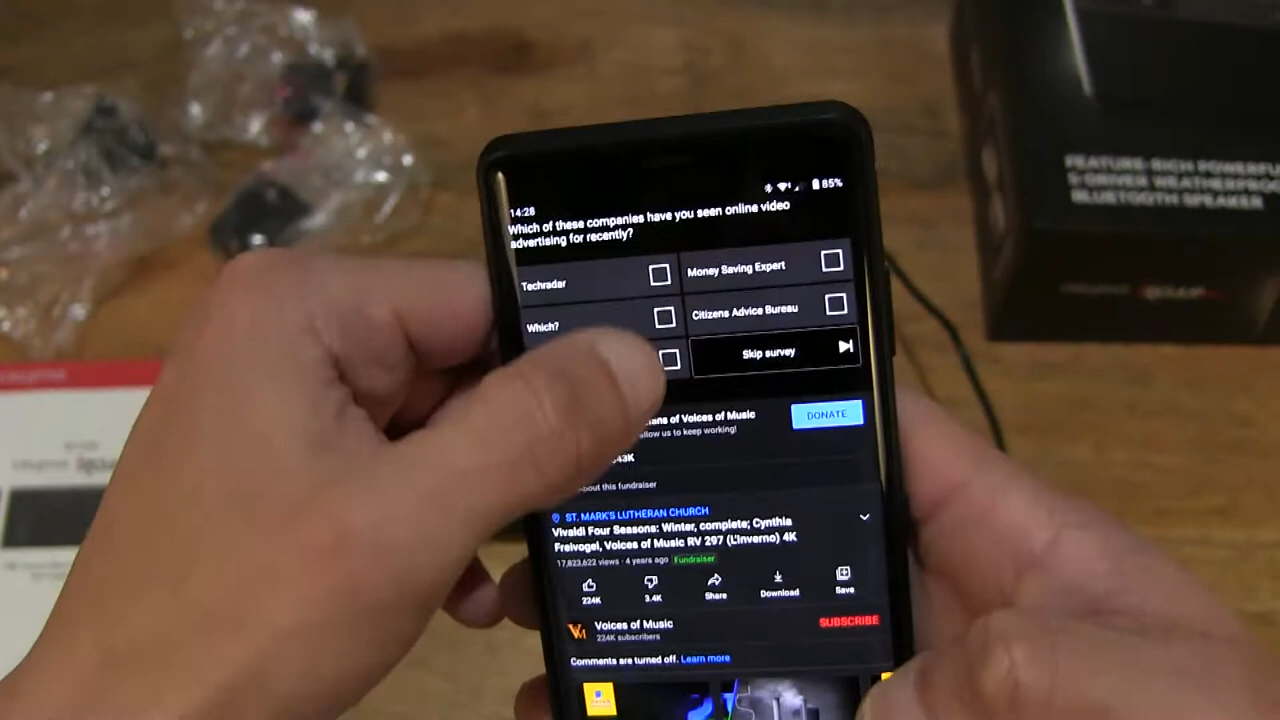 FEATURE-RICH POWERFUL
5-DRIVER WEATHERPROOF
BLUETOOTH SPEAKER
85%
14:28
Which of these companies have you seen online video
advertising for recently?
Techradar
Money Saving Expert
Which?
Citizens Advice Bureau
Skip survey
ians of Voices of Music
allow us to keep working!
DONATE
43K
bout this fundraiser
ST. MARK'S LUTHERAN CHURCH
Vivaldi Four Seasons: Winter, complete; Cynthia
Freivogel, Voices of Music RV 297 (L'Inverno) 4K
17,823,622 views · 4 years ago Fundraiser
224K
3.4K
Share
Download
Save
Voices of Music
224K subscribers
SUBSCRIBE
Comments are turned off. Learn more